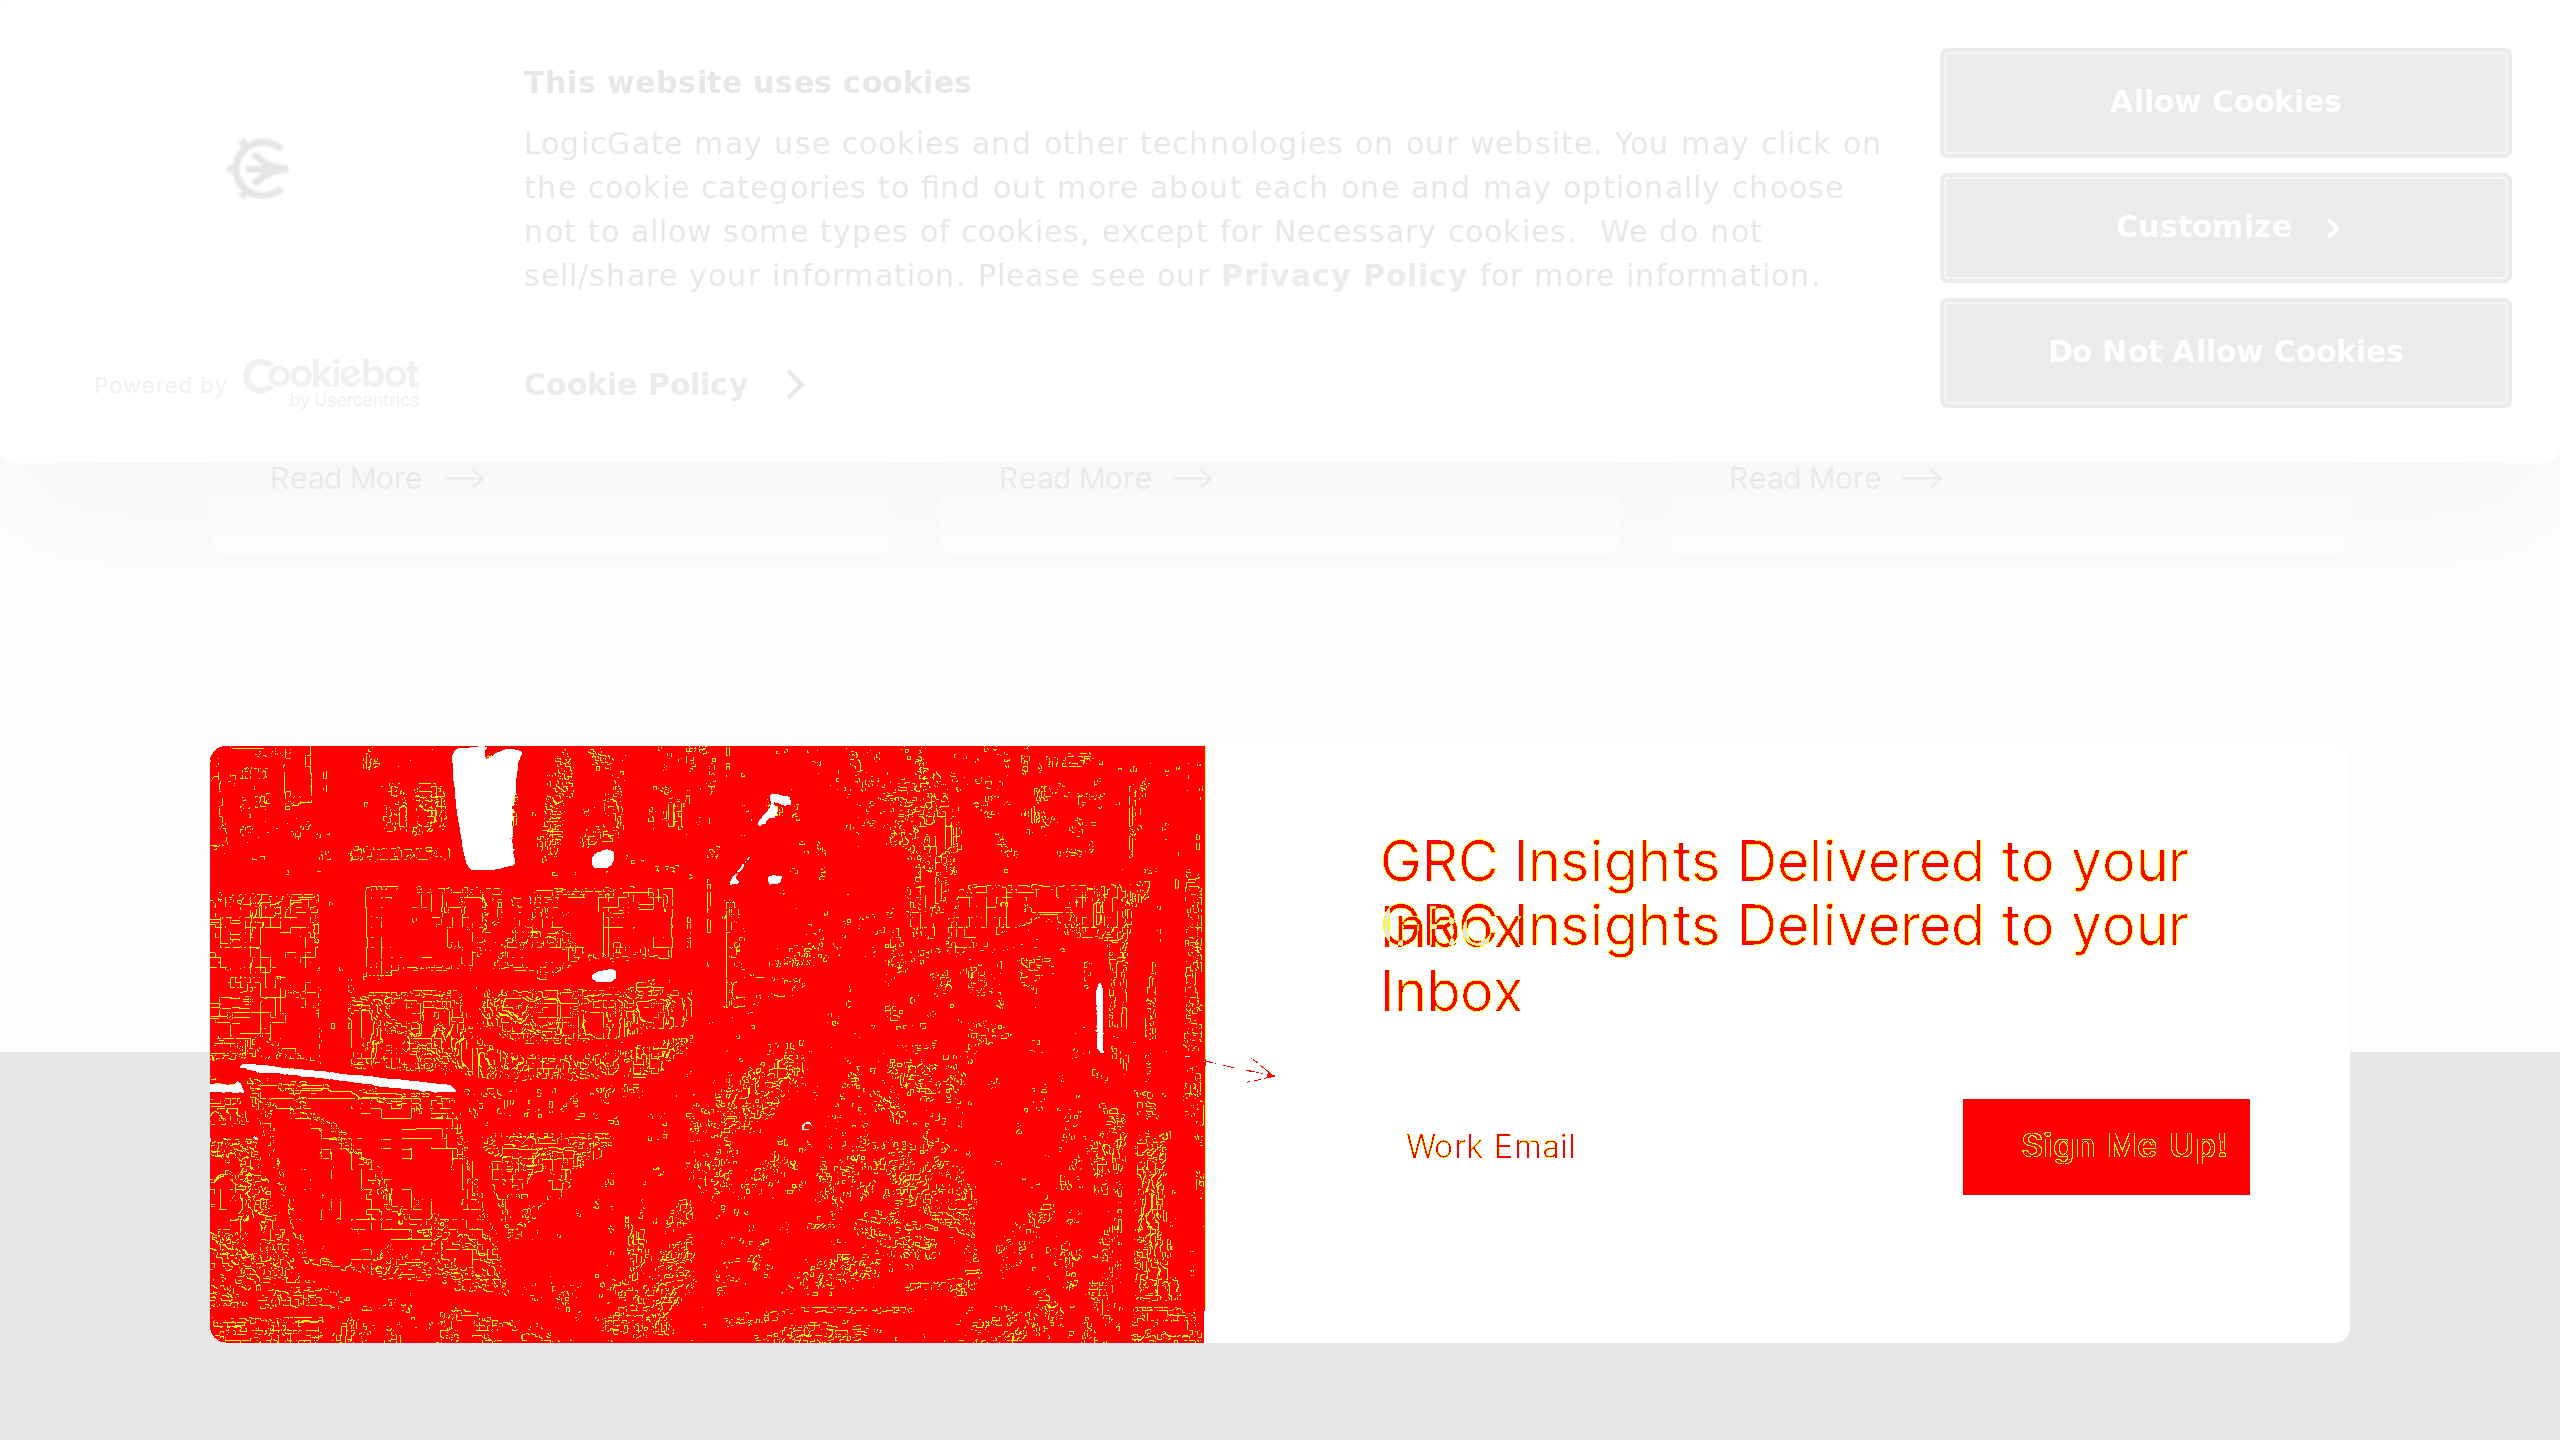 This website uses cookies
LogicGate may use cookies and other technologies on our website. You may click on
the cookie categories to find out more about each one and may optionally choose
not to allow some types of cookies, except for Necessary cookies.  We do not
sell/share your information. Please see our Privacy Policy for more information.
Powered by Cookiebot
by Usercentrics
Cookie Policy
Allow Cookies
Customize
Do Not Allow Cookies
Read More
Read More
Read More
GRC Insights Delivered to your
Inbox
GRC Insights Delivered to your
Inbox
Work Email
Sign Me Up!